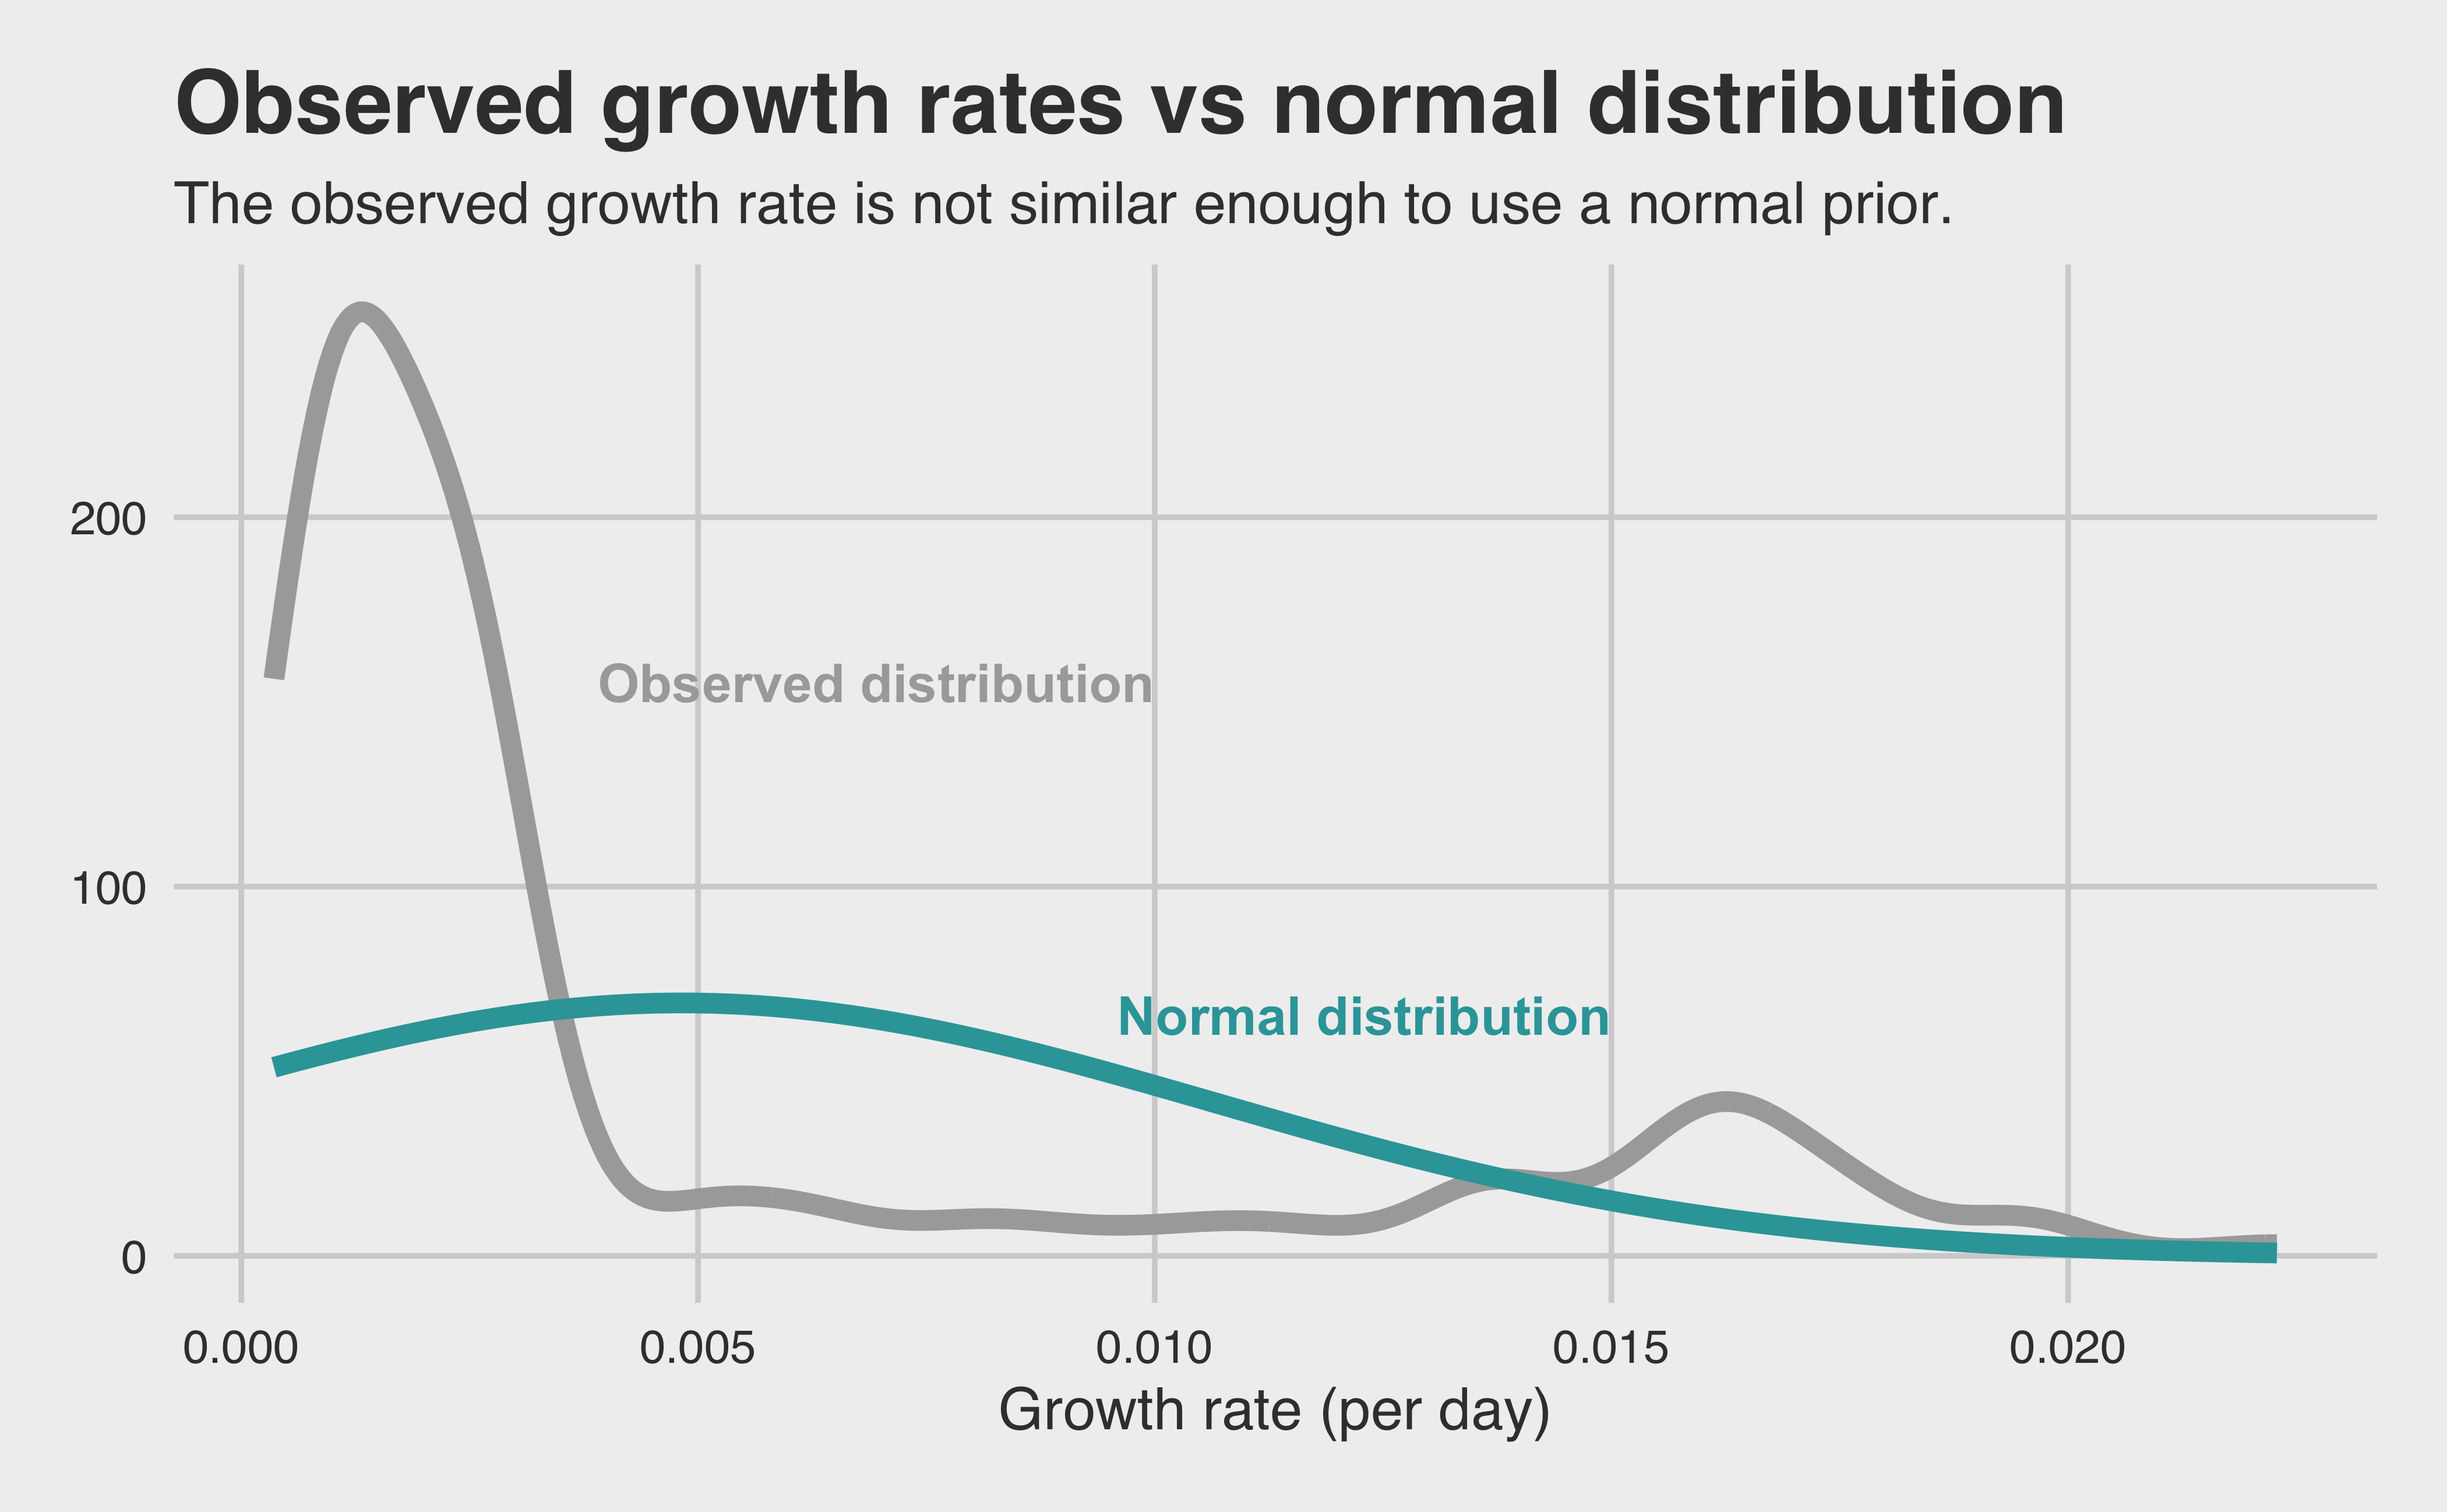 Observed growth rates vs normal distribution
The observed growth rate is not similar enough to use a normal prior.
200
Observed distribution
100
Normal distribution
0
0.000 0.005 0.010 0.015 0.020
Growth rate (per day)